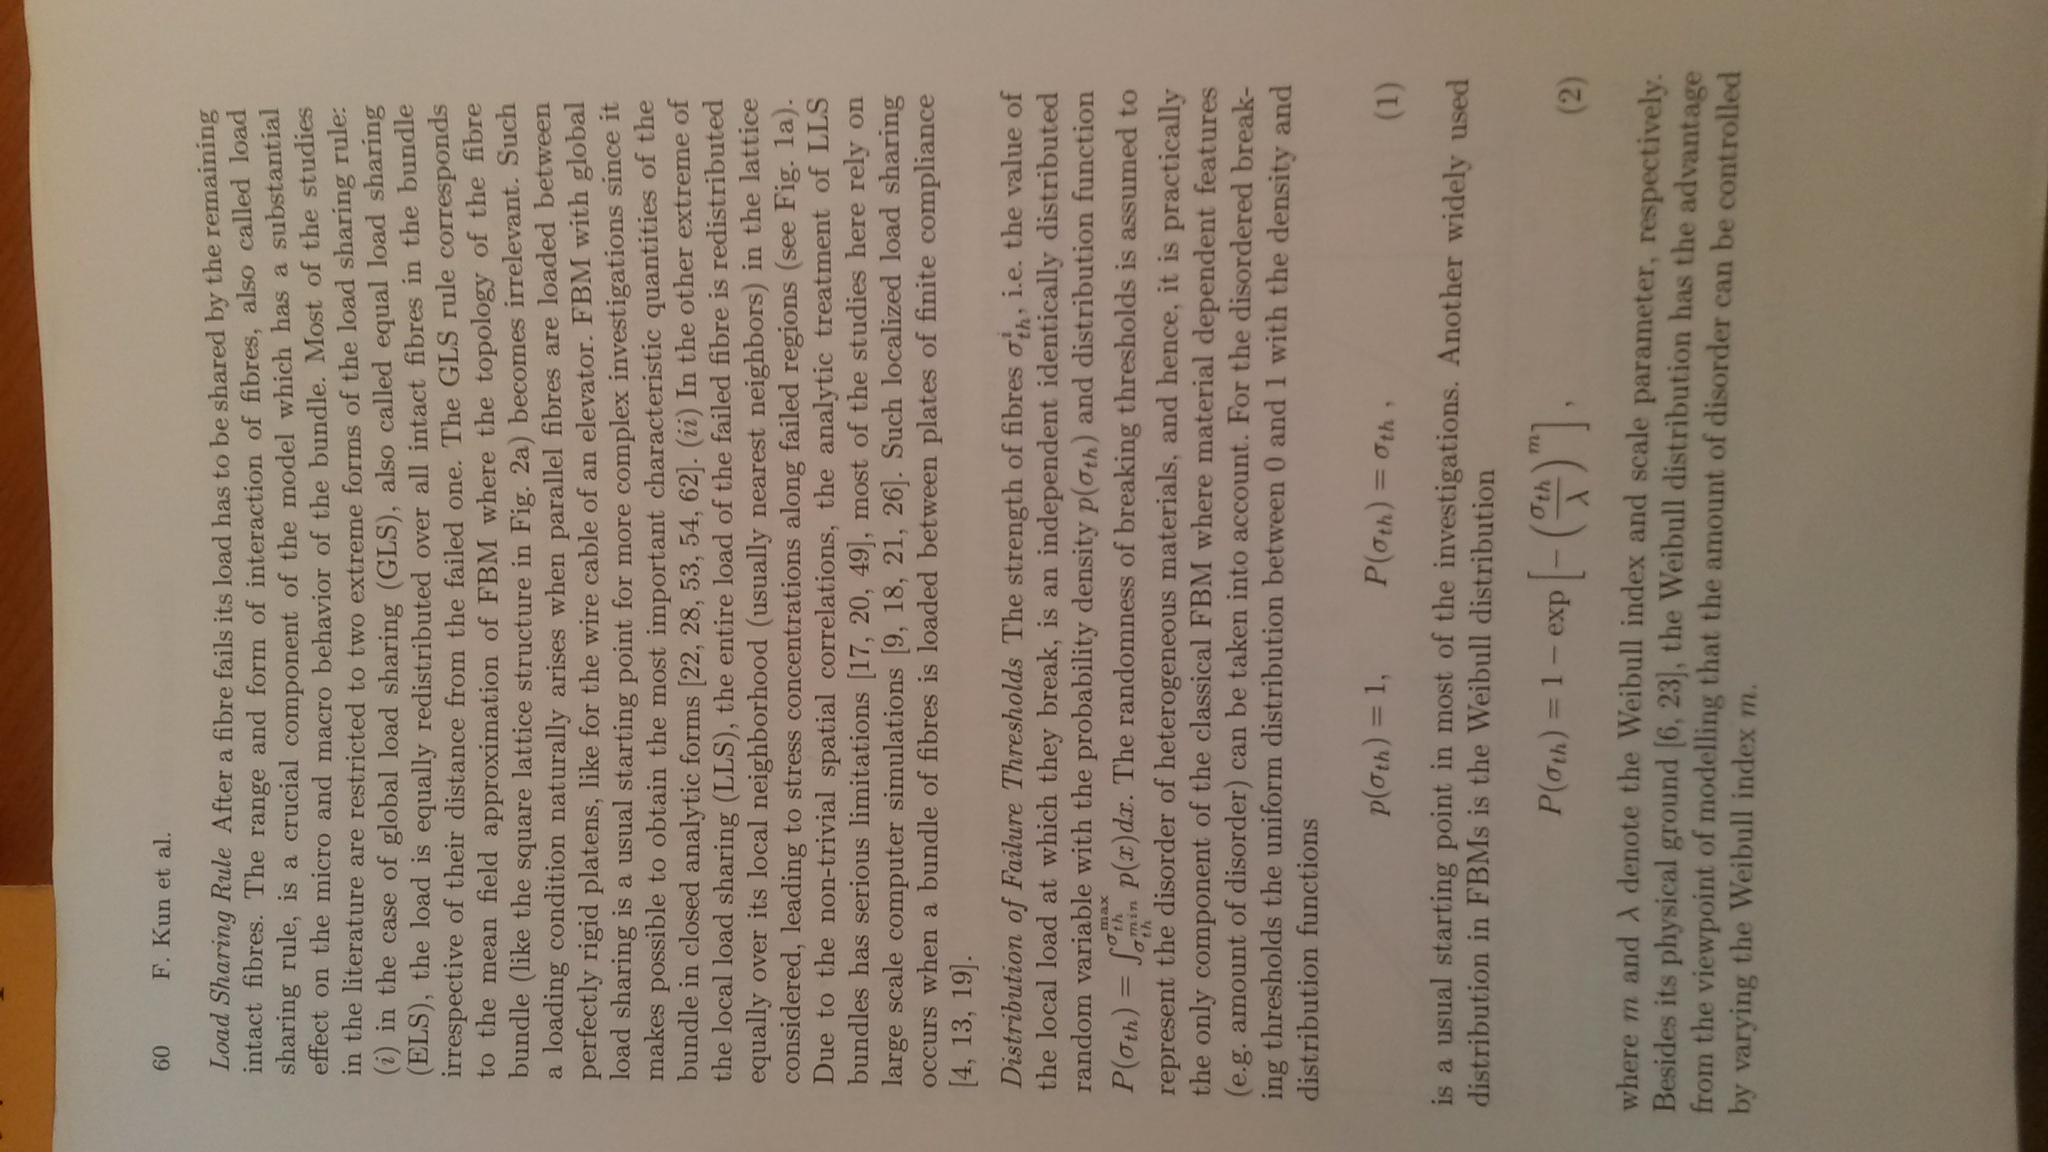 60 F. Kun et al.
Load Sharing Rule After a fibre fails its load has to be shared by the remaining
intact fibres. The range and form of interaction of fibres, also called load
sharing rule, is a crucial component of the model which has a substantial
effect on the micro and macro behavior of the bundle. Most of the studies
in the literature are restricted to two extreme forms of the load sharing rule:
(i) in the case of global load sharing (GLS), also called equal load sharing
(ELS), the load is equally redistributed over all intact fibres in the bundle
irrespective of their distance from the failed one. The GLS rule corresponds
to the mean field approximation of FBM where the topology of the fibre
bundle (like the square lattice structure in Fig. 2a) becomes irrelevant. Such
a loading condition naturally arises when parallel fibres are loaded between
perfectly rigid platens, like for the wire cable of an elevator. FBM with global
load sharing is a usual starting point for more complex investigations since it
makes possible to obtain the most important characteristic quantities of the
bundle in closed analytic forms [22, 28, 53, 54, 62]. (ii) In the other extreme of
the local load sharing (LLS), the entire load of the failed fibre is redistributed
equally over its local neighborhood (usually nearest neighbors) in the lattice
considered, leading to stress concentrations along failed regions (see Fig. 1a).
Due to the non-trivial spatial correlations, the analytic treatment of LLS
bundles has serious limitations [17, 20, 49], most of the studies here rely on
large scale computer simulations [9, 18, 21, 26]. Such localized load sharing
occurs when a bundle of fibres is loaded between plates of finite compliance
[4, 13, 19].
Distribution of Failure Thresholds The strength of fibres σ_{th}^{i}, i.e. the value of
the local load at which they break, is an independent identically distributed
random variable with the probability density p(σ_{th}) and distribution function
P(σ_{th}) = ∫_{σ_{th}^{min}}^{σ_{th}^{max}} p(x)dx. The randomness of breaking thresholds is assumed to
represent the disorder of heterogeneous materials, and hence, it is practically
the only component of the classical FBM where material dependent features
(e.g. amount of disorder) can be taken into account. For the disordered break-
ing thresholds the uniform distribution between 0 and 1 with the density and
distribution functions
p(σ_{th}) = 1, P(σ_{th}) = σ_{th} , (1)
is a usual starting point in most of the investigations. Another widely used
distribution in FBMs is the Weibull distribution
P(σ_{th}) = 1 − exp [−(σ_{th}/λ)^m] , (2)
where m and λ denote the Weibull index and scale parameter, respectively.
Besides its physical ground [6, 23], the Weibull distribution has the advantage
from the viewpoint of modelling that the amount of disorder can be controlled
by varying the Weibull index m.